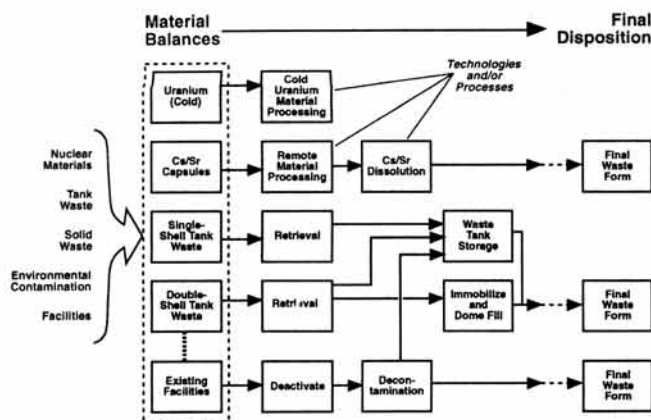 Material
Balances
Final
Disposition
Technologies
and/or
Processes
Uranium
(Cold)
Cold
Uranium
Material
Processing
Nuclear
Materials
Tank
Waste
Solid
Waste
Environmental
Contamination
Facilities
Cs/Sr
Capsules
Remote
Material
Processing
Cs/Sr
Dissolution
Final
Waste
Form
Single-
Shell Tank
Waste
Retrieval
Waste
Tank
Storage
Double-
Shell Tank
Waste
Retrieval
Immobilize
and
Dome Fill
Final
Waste
Form
Existing
Facilities
Deactivate
Decon-
tamination
Final
Waste
Form